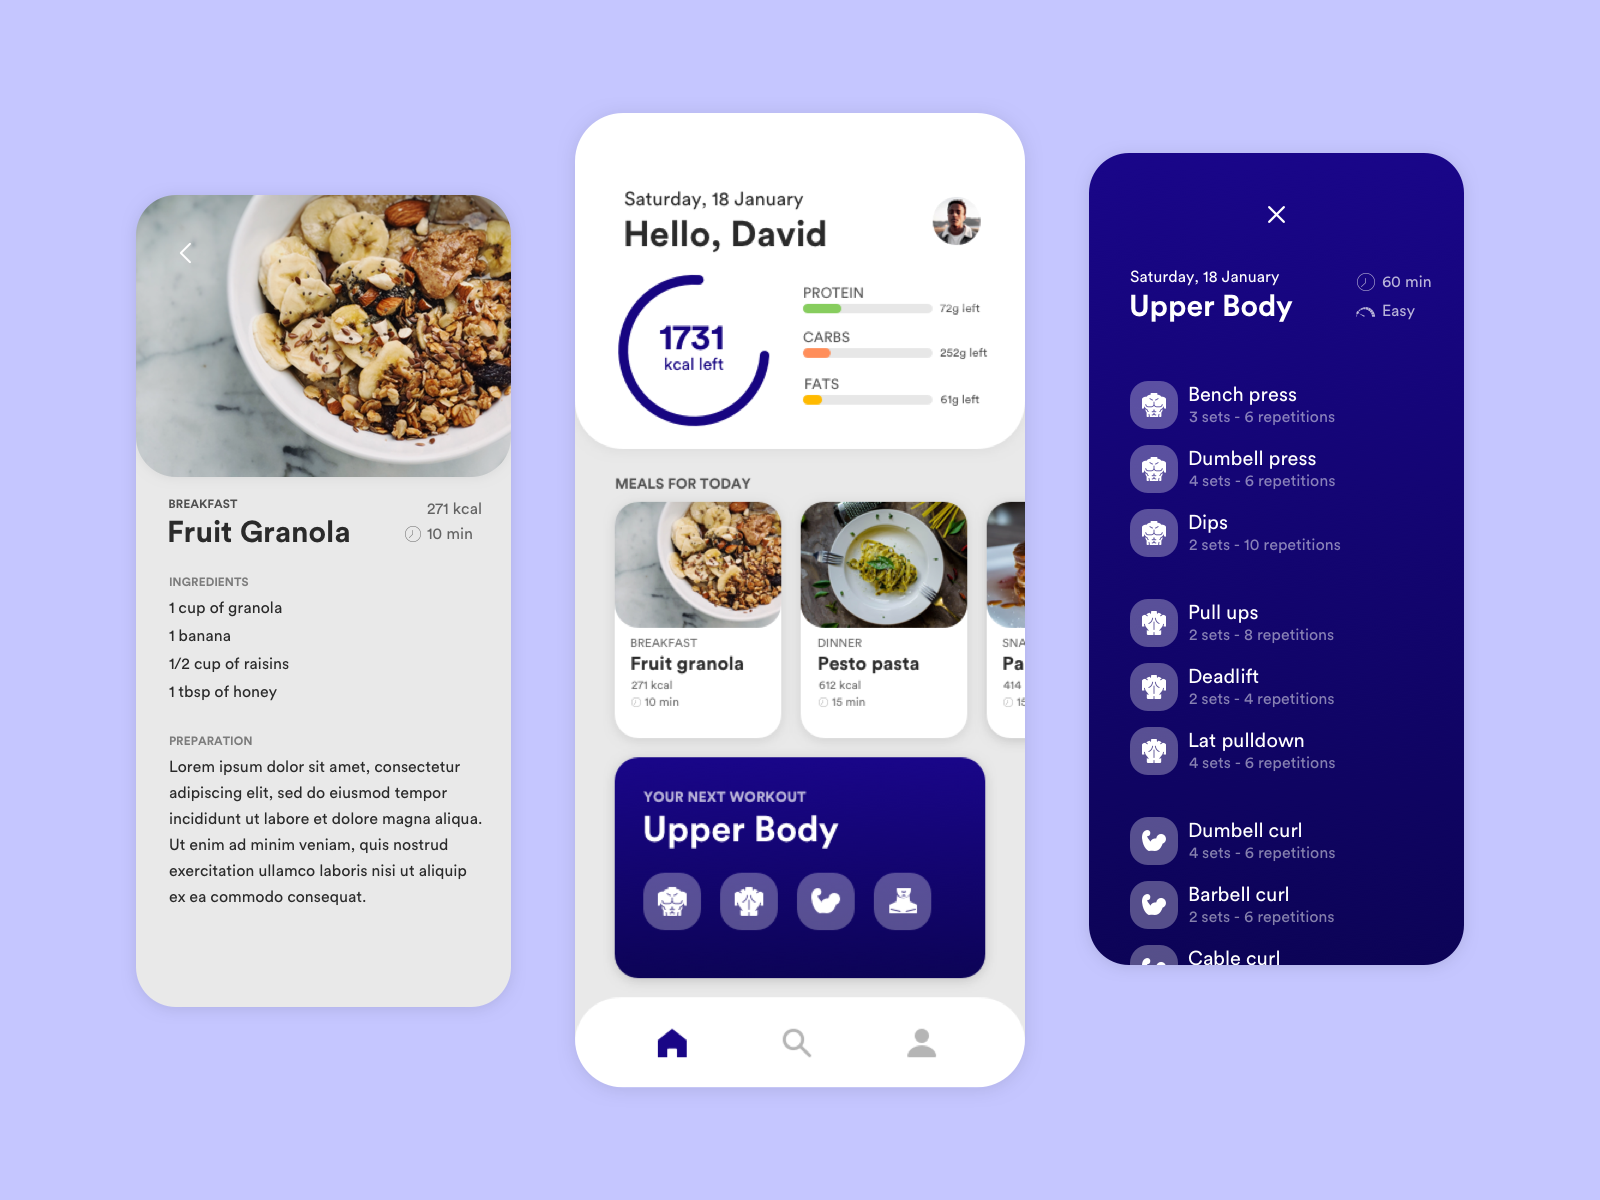 BREAKFAST
Fruit Granola
271 kcal
10 min
INGREDIENTS
1 cup of granola
1 banana
1/2 cup of raisins
1 tbsp of honey
PREPARATION
Lorem ipsum dolor sit amet, consectetur
adipiscing elit, sed do eiusmod tempor
incididunt ut labore et dolore magna aliqua.
Ut enim ad minim veniam, quis nostrud
exercitation ullamco laboris nisi ut aliquip
ex ea commodo consequat.
Saturday, 18 January
Hello, David
1731
kcal left
PROTEIN
72g left
CARBS
252g left
FATS
61g left
MEALS FOR TODAY
BREAKFAST
Fruit granola
271 kcal
10 min
DINNER
Pesto pasta
612 kcal
15 min
SNA
Pa
414
15
YOUR NEXT WORKOUT
Upper Body
Saturday, 18 January
Upper Body
60 min
Easy
Bench press
3 sets - 6 repetitions
Dumbell press
4 sets - 6 repetitions
Dips
2 sets - 10 repetitions
Pull ups
2 sets - 8 repetitions
Deadlift
2 sets - 4 repetitions
Lat pulldown
4 sets - 6 repetitions
Dumbell curl
4 sets - 6 repetitions
Barbell curl
2 sets - 6 repetitions
Cable curl